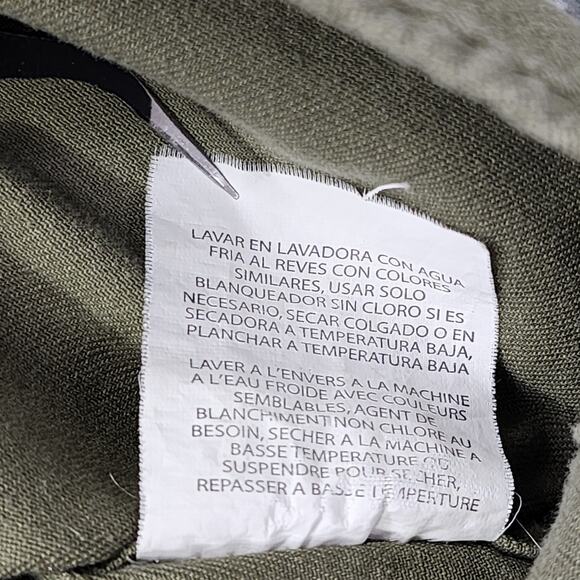 LAVAR EN LAVADORA CON AGUA
FRIA AL REVES CON COLORES
SIMILARES, USAR SOLO
BLANQUEADOR SIN CLORO SI ES
NECESARIO, SECAR COLGADO O EN
SECADORA A TEMPERATURA BAJA,
PLANCHAR A TEMPERATURA BAJA
LAVER A L'ENVERS A LA MACHINE
A L'EAU FROIDE AVEC COULEURS
SEMBLABLES, AGENT DE
BLANCHIMENT NON CHLORE AU
BESOIN, SECHER A LA MACHINE A
BASSE TEMPERATURE OU
SUSPENDRE POUR SECHER,
REPASSER A BASSE TEMPERTURE